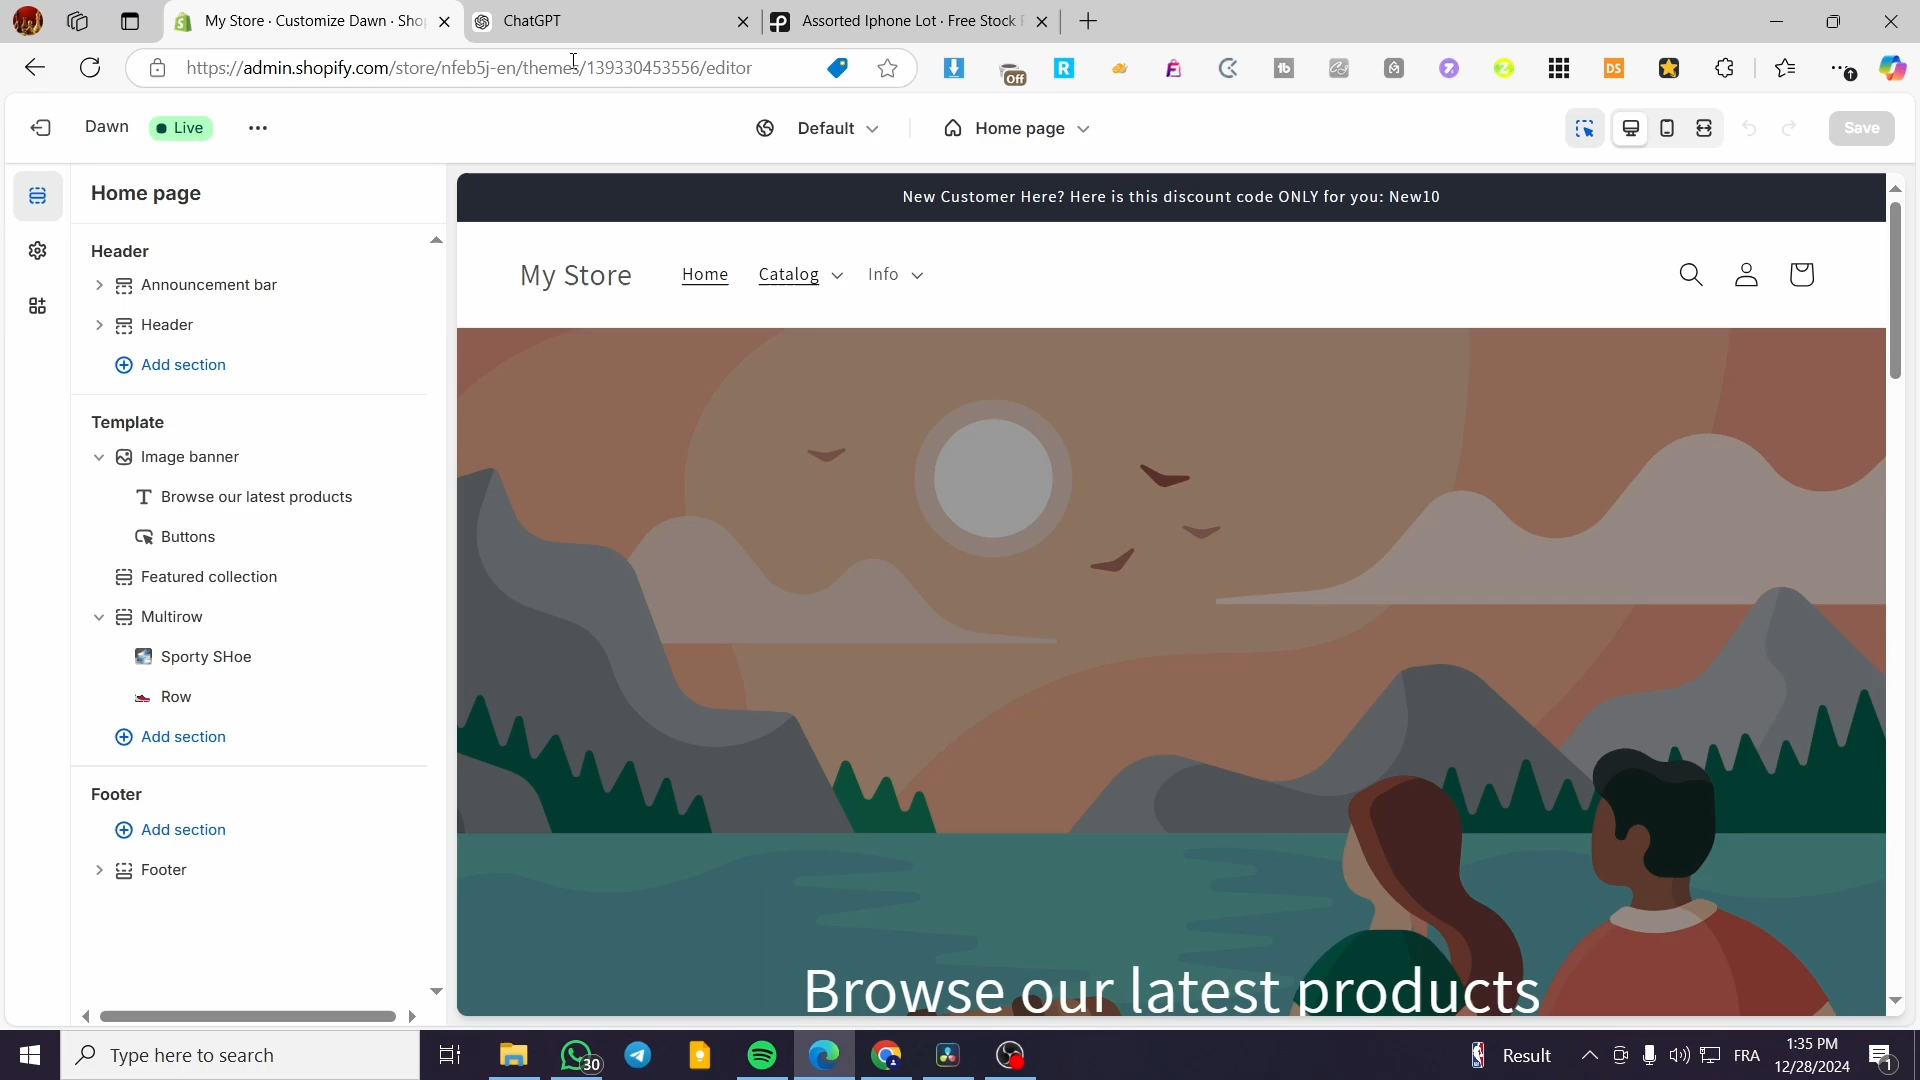 My Store · Customize Dawn · Sho
ChatGPT
Assorted Iphone Lot · Free Stock
https://admin.shopify.com/store/nfeb5j-en/themes/139330453556/editor
Off
R
tb
DS
Dawn
Live
Default
Home page
Save
Home page
New Customer Here? Here is this discount code ONLY for you: New10
Header
Announcement bar
My Store
Home
Catalog
Info
Header
Add section
Template
Image banner
Browse our latest products
Buttons
Featured collection
Multirow
Sporty SHoe
Row
Add section
Footer
Add section
Footer
Browse our latest products
Type here to search
30
Result
FRA
1:35 PM
12/28/2024
1